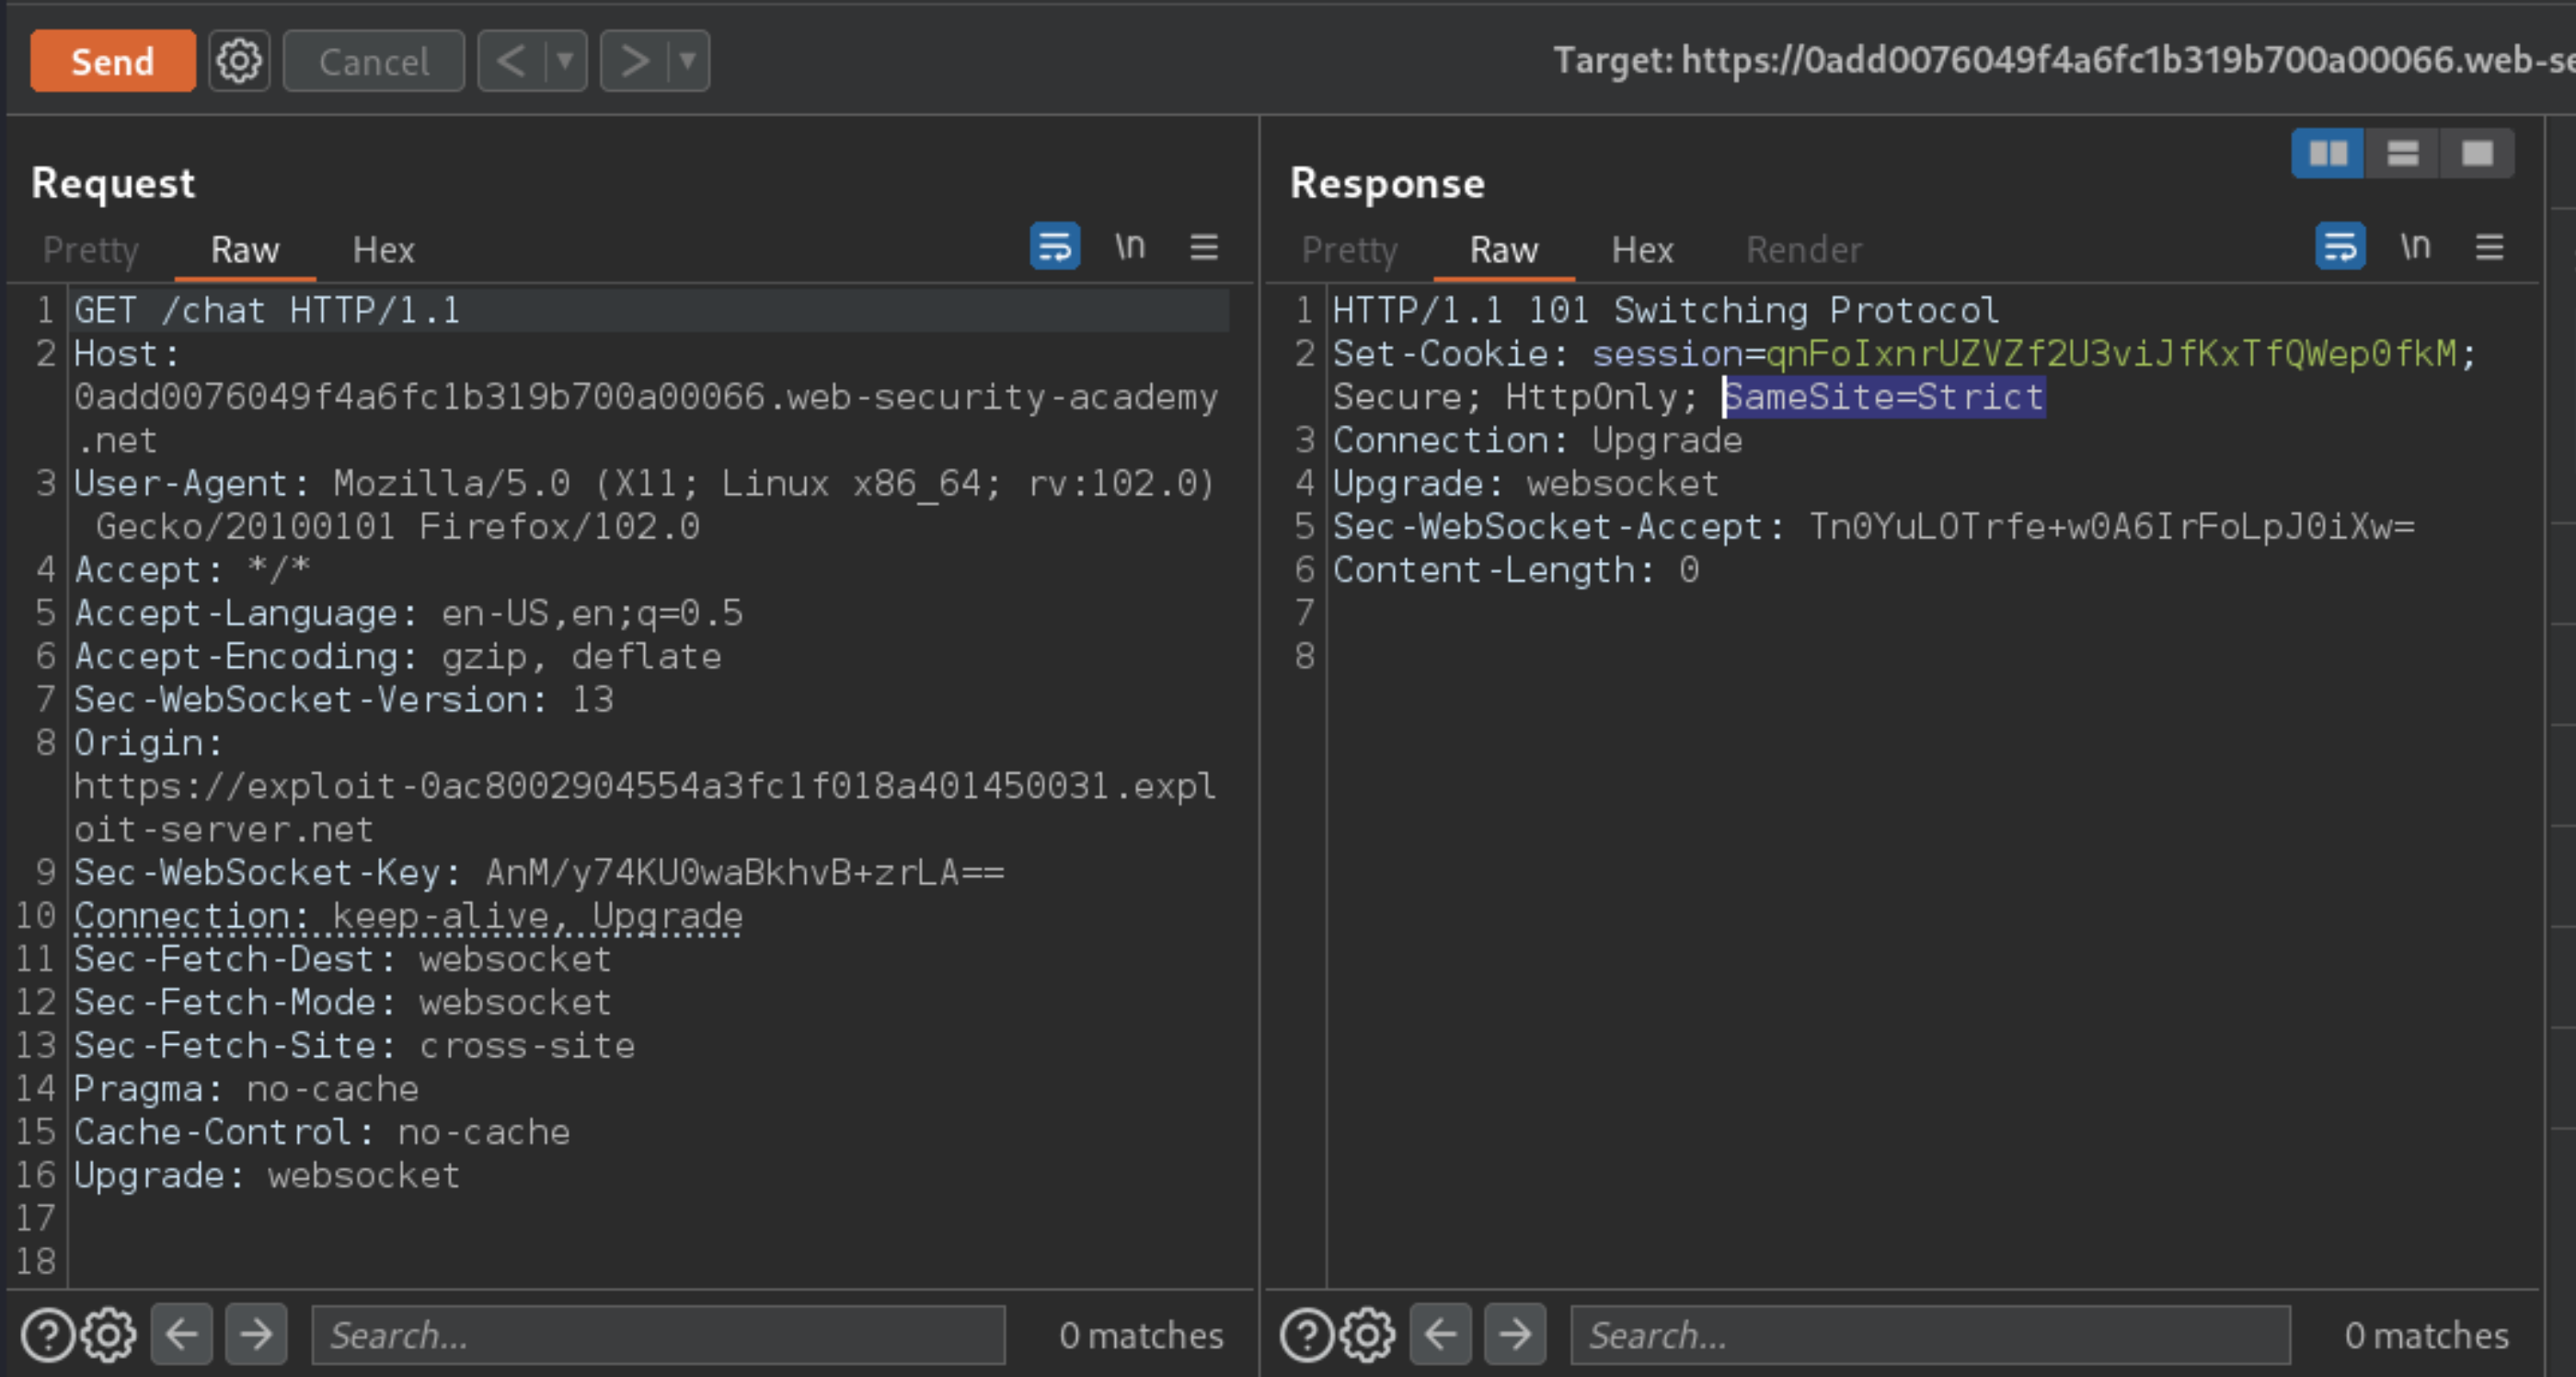 Send
Cancel
<
>
Target: https://0add0076049f4a6fc1b319b700a00066.web-se
Request
Pretty
Raw
Hex
\n
1 GET /chat HTTP/1.1
2 Host:
0add0076049f4a6fc1b319b700a00066.web-security-academy
.net
3 User-Agent: Mozilla/5.0 (X11; Linux x86_64; rv:102.0)
Gecko/20100101 Firefox/102.0
4 Accept: */*
5 Accept-Language: en-US,en;q=0.5
6 Accept-Encoding: gzip, deflate
7 Sec-WebSocket-Version: 13
8 Origin:
https://exploit-0ac8002904554a3fc1f018a401450031.expl
oit-server.net
9 Sec-WebSocket-Key: AnM/y74KU0waBkhvB+zrLA==
10 Connection: keep-alive, Upgrade
11 Sec-Fetch-Dest: websocket
12 Sec-Fetch-Mode: websocket
13 Sec-Fetch-Site: cross-site
14 Pragma: no-cache
15 Cache-Control: no-cache
16 Upgrade: websocket
17
18
Search...
0 matches
Response
Pretty
Raw
Hex
Render
\n
1 HTTP/1.1 101 Switching Protocol
2 Set-Cookie: session=qnFoIxnrUZVZf2U3viJfKxTfQWep0fkM;
Secure; HttpOnly; SameSite=Strict
3 Connection: Upgrade
4 Upgrade: websocket
5 Sec-WebSocket-Accept: Tn0YuLOTrfe+w0A6IrFoLpJ0iXw=
6 Content-Length: 0
7
8
Search...
0 matches